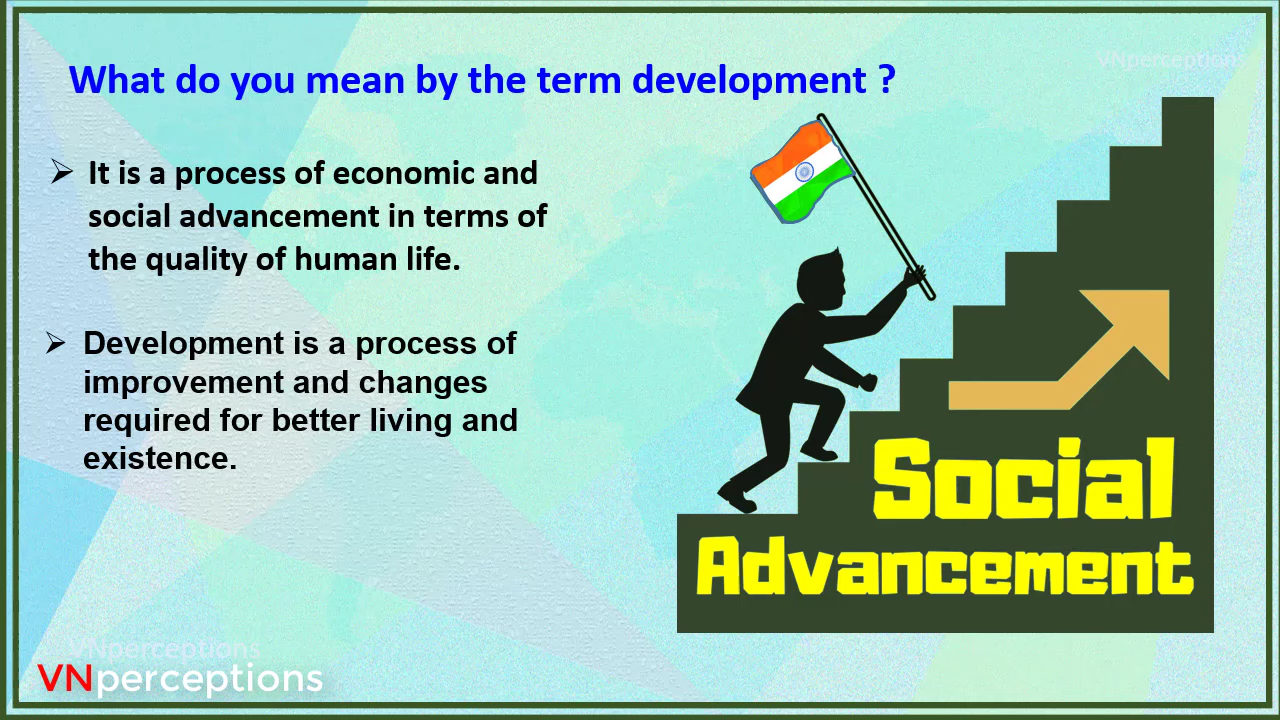 VNperceptions
What do you mean by the term development ?
➢ It is a process of economic and
social advancement in terms of
the quality of human life.
➢ Development is a process of
improvement and changes
required for better living and
existence.
Social
Advancement
VNperceptions
VNperceptions